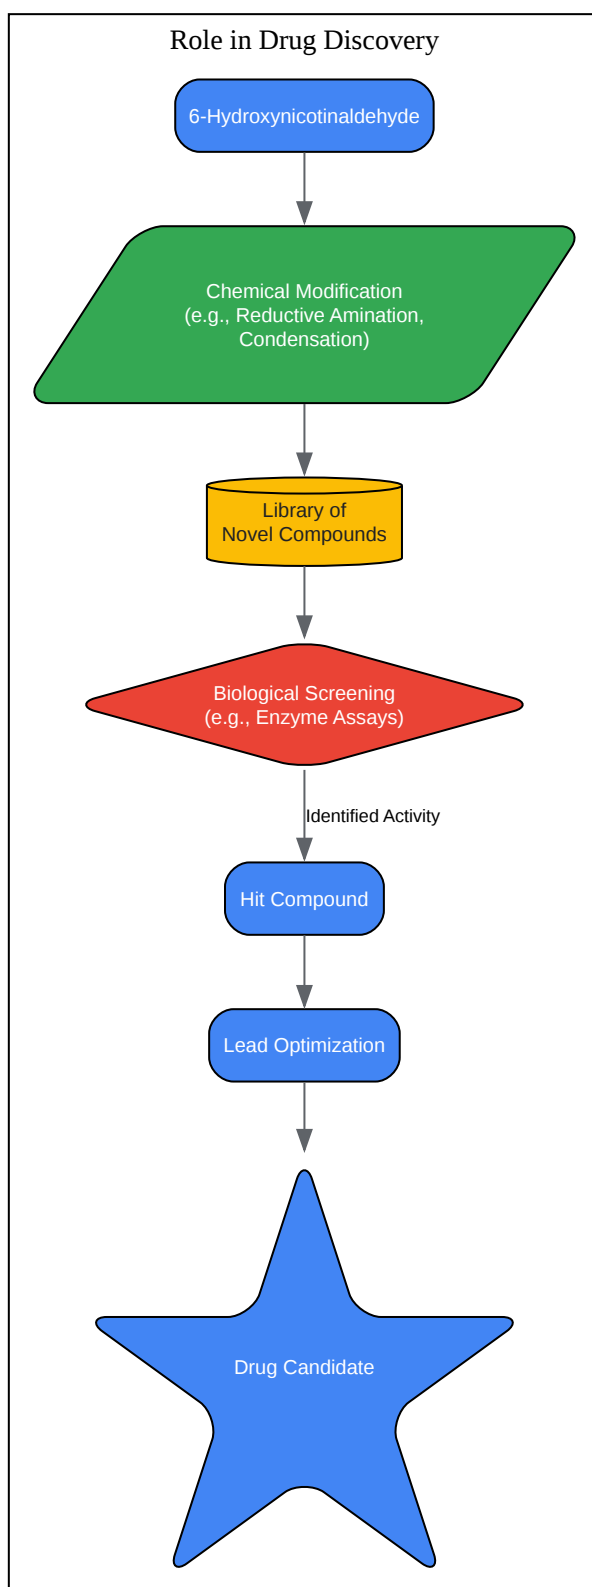 Role in Drug Discovery
6-Hydroxynicotinaldehyde
Chemical Modification
(e.g., Reductive Amination,
Condensation)
Library of
Novel Compounds
Biological Screening
(e.g., Enzyme Assays)
Identified Activity
Hit Compound
Lead Optimization
Drug Candidate